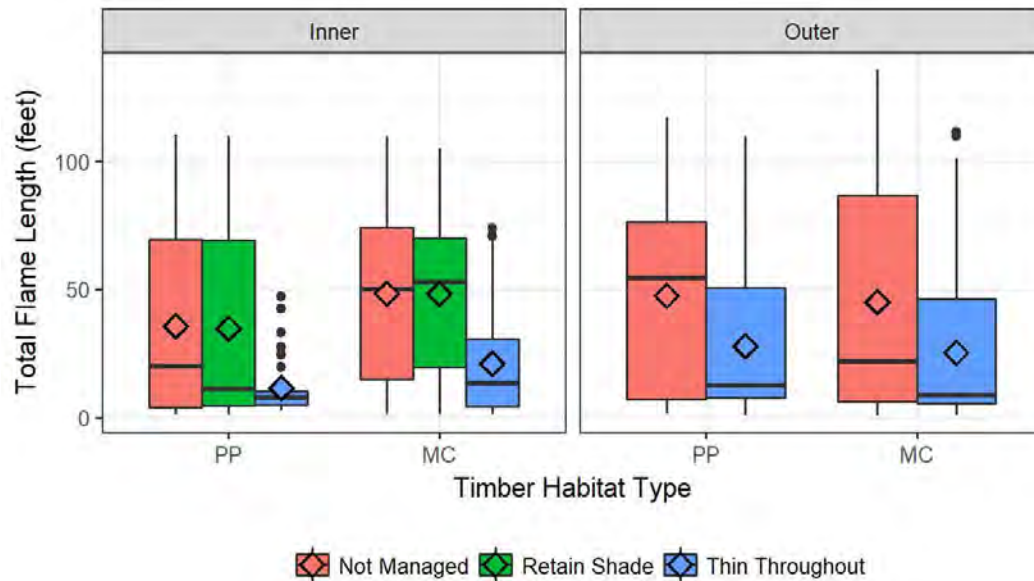 Inner
Outer
Total Flame Length (feet)
100
50
0
PP
MC
PP
MC
Timber Habitat Type
Not Managed
Retain Shade
Thin Throughout